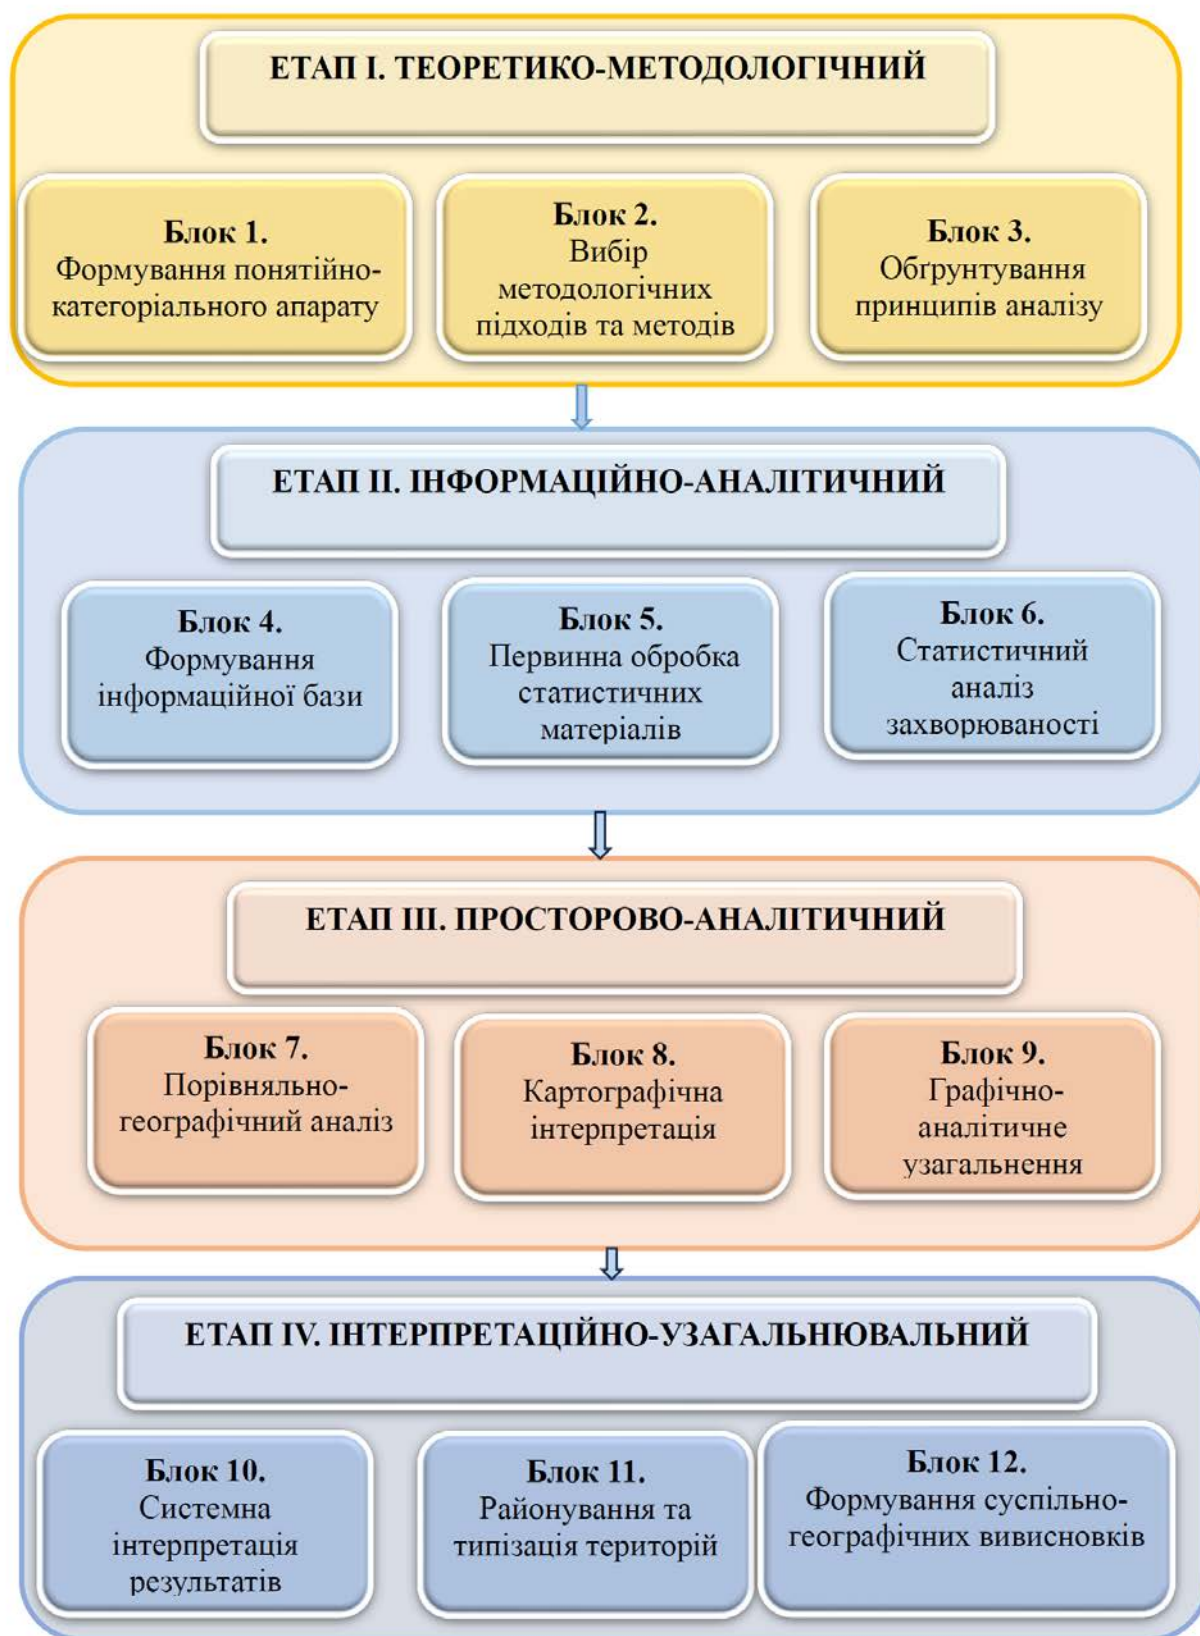 ЕТАП І. ТЕОРЕТИКО-МЕТОДОЛОГІЧНИЙ
Блок 1.
Формування понятійно-
категоріального апарату
Блок 2.
Вибір
методологічних
підходів та методів
Блок 3.
Обґрунтування
принципів аналізу
ЕТАП ІІ. ІНФОРМАЦІЙНО-АНАЛІТИЧНИЙ
Блок 4.
Формування
інформаційної бази
Блок 5.
Первинна обробка
статистичних
матеріалів
Блок 6.
Статистичний
аналіз
захворюваності
ЕТАП ІІІ. ПРОСТОРОВО-АНАЛІТИЧНИЙ
Блок 7.
Порівняльно-
географічний аналіз
Блок 8.
Картографічна
інтерпретація
Блок 9.
Графічно-
аналітичне
узагальнення
ЕТАП IV. ІНТЕРПРЕТАЦІЙНО-УЗАГАЛЬНЮВАЛЬНИЙ
Блок 10.
Системна
інтерпретація
результатів
Блок 11.
Районування та
типізація територій
Блок 12.
Формування суспільно-
географічних вивисновків